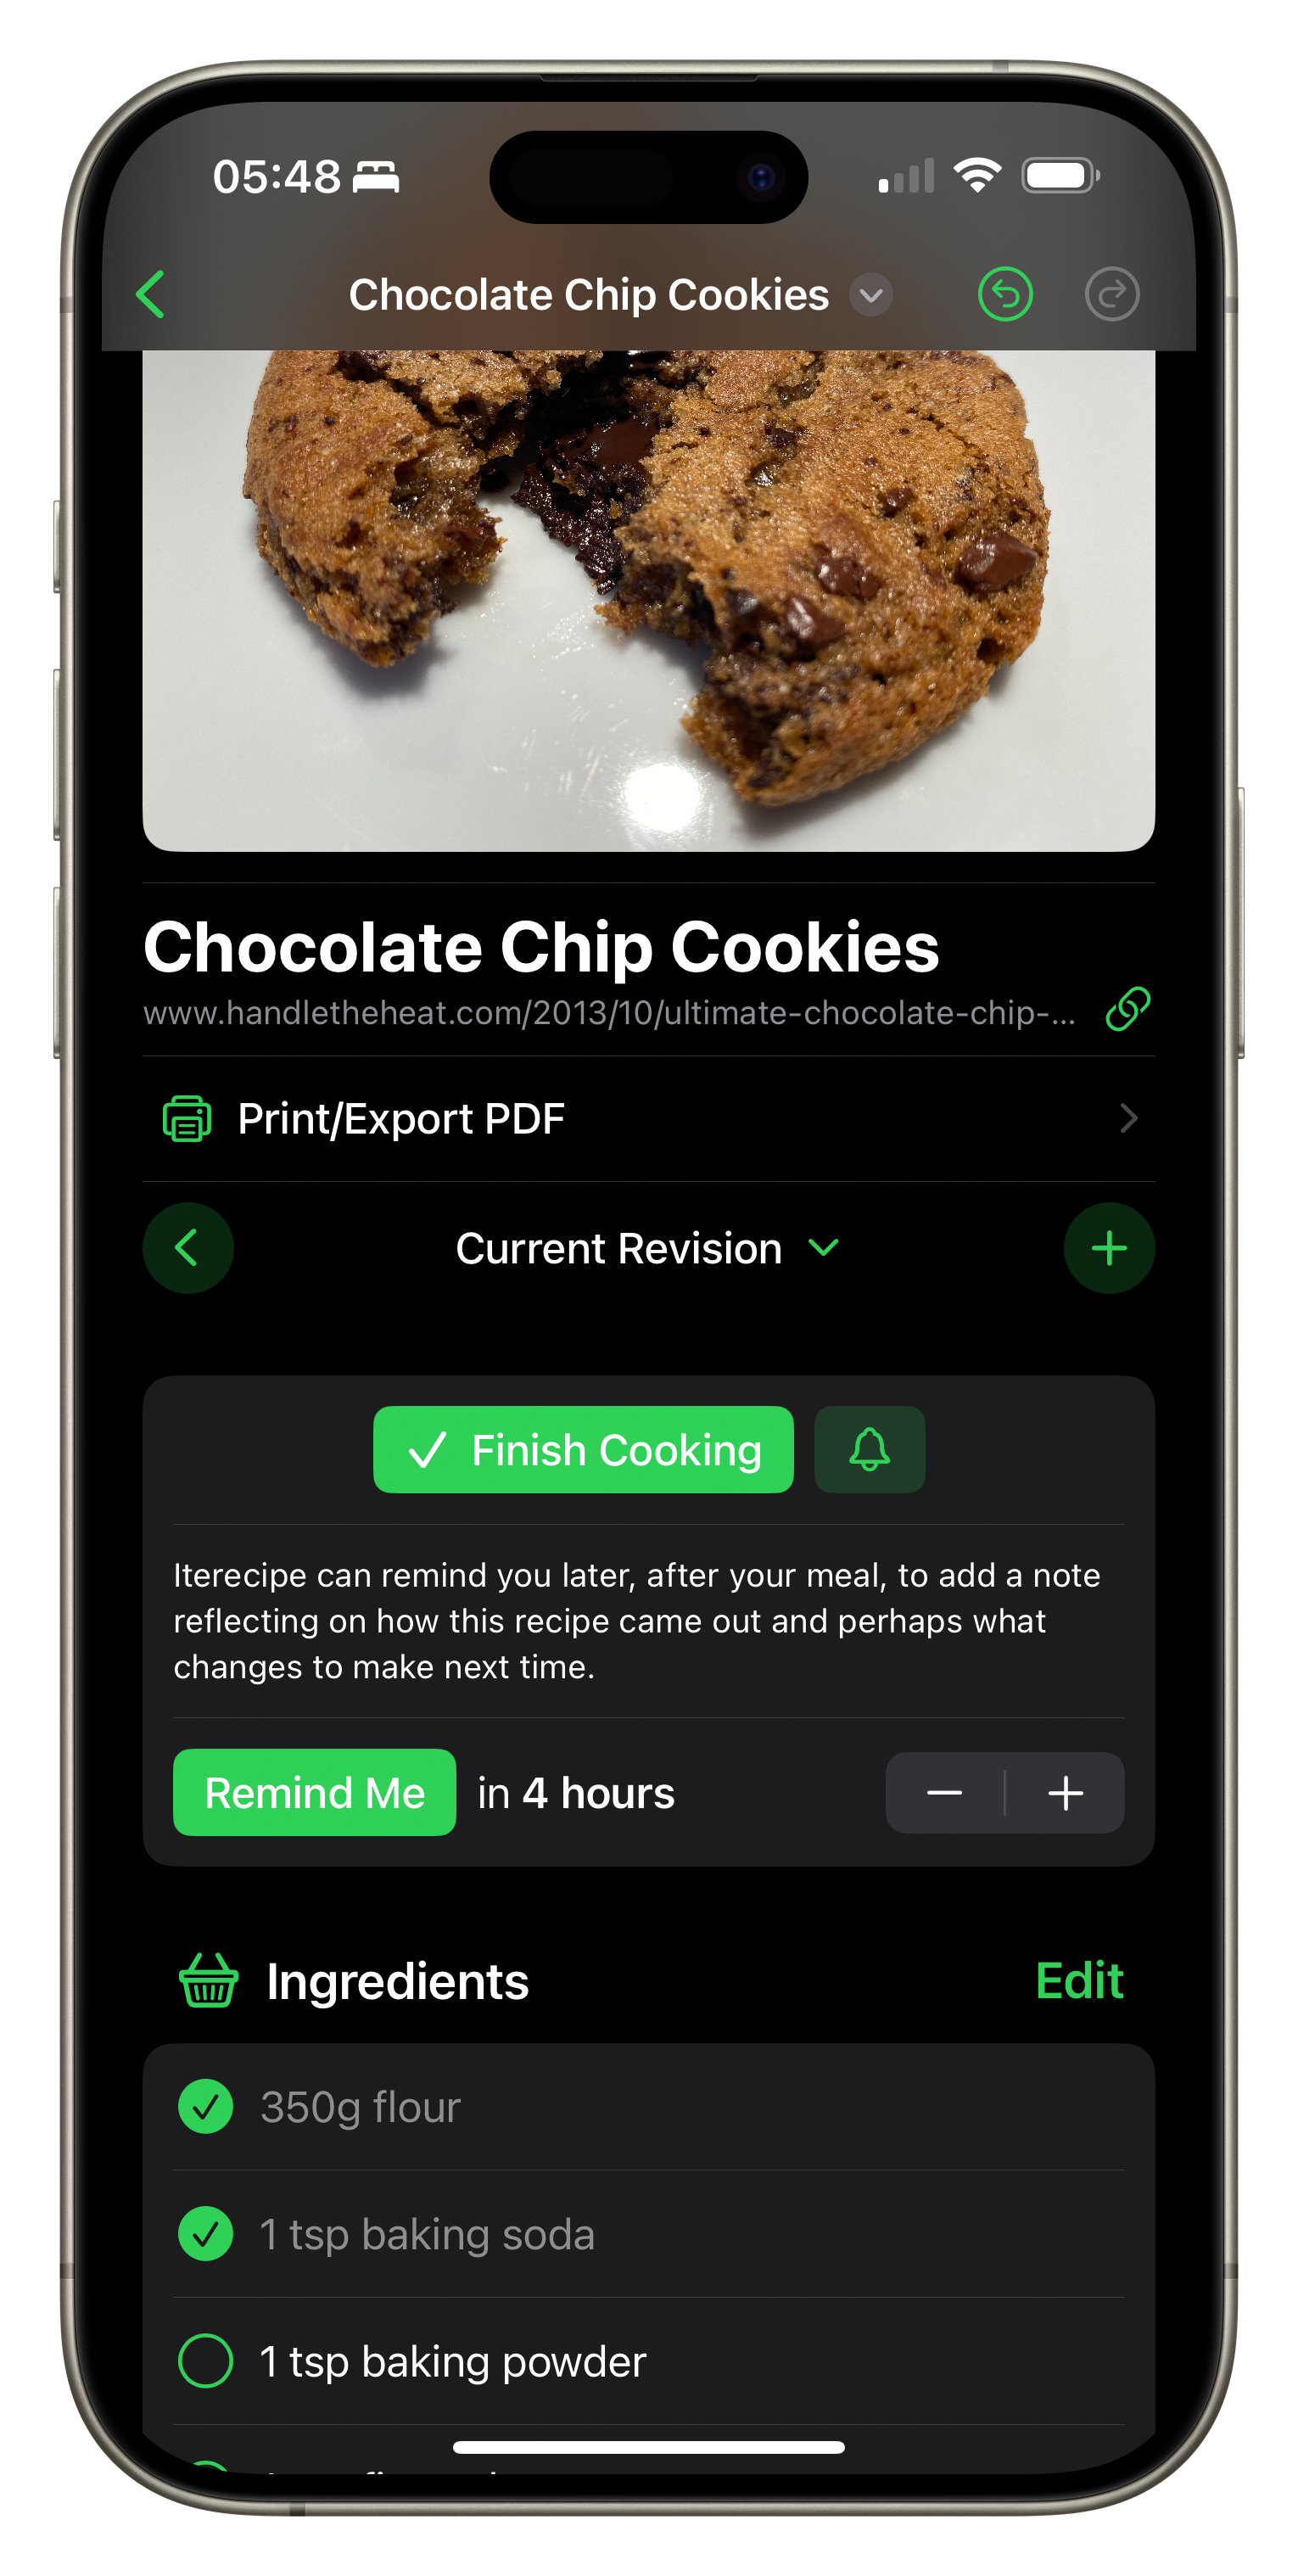 05:48
Chocolate Chip Cookies
Chocolate Chip Cookies
www.handletheheat.com/2013/10/ultimate-chocolate-chip-...
Print/Export PDF
Current Revision
Finish Cooking
Iterecipe can remind you later, after your meal, to add a note
reflecting on how this recipe came out and perhaps what
changes to make next time.
Remind Me in 4 hours
Ingredients Edit
350g flour
1 tsp baking soda
1 tsp baking powder